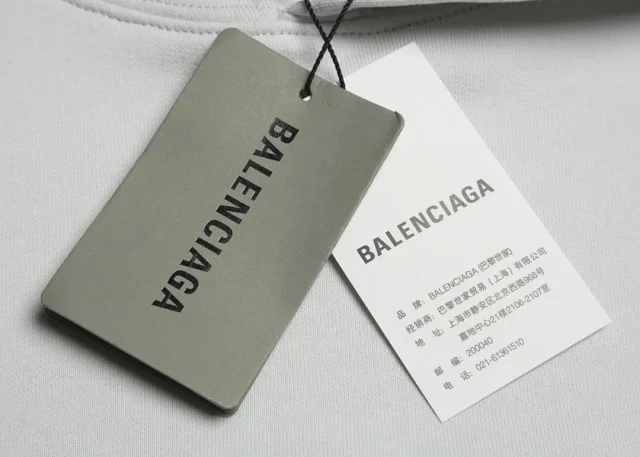 BALENCIAGA
BALENCIAGA
品 牌: BALENCIAGA (巴黎世家)
经销商: 巴黎世家贸易（上海）有限公司
地 址: 上海市静安区北京西路968号
嘉地中心21楼2106-2107室
邮 编: 200040
电 话: 021-61361510